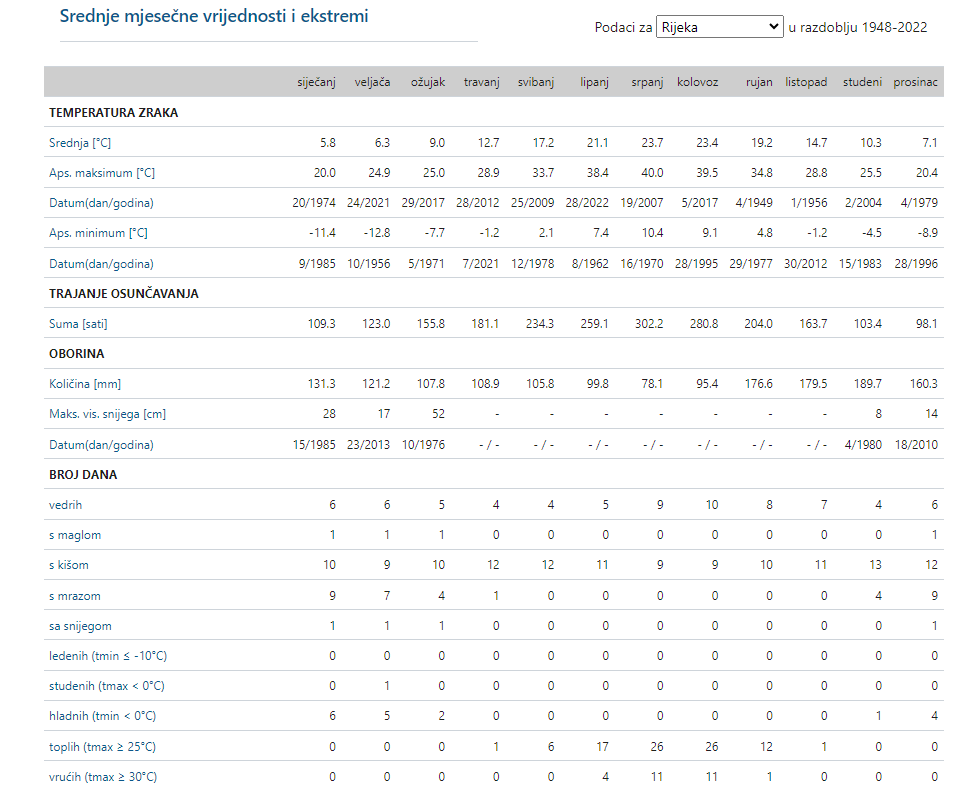 Srednje mjesečne vrijednosti i ekstremi
Podaci za Rijeka u razdoblju 1948-2022
siječanj veljača ožujak travanj svibanj lipanj srpanj kolovoz rujan listopad studeni prosinac
TEMPERATURA ZRAKA
Srednja [°C] 5.8 6.3 9.0 12.7 17.2 21.1 23.7 23.4 19.2 14.7 10.3 7.1
Aps. maksimum [°C] 20.0 24.9 25.0 28.9 33.7 38.4 40.0 39.5 34.8 28.8 25.5 20.4
Datum(dan/godina) 20/1974 24/2021 29/2017 28/2012 25/2009 28/2022 19/2007 5/2017 4/1949 1/1956 2/2004 4/1979
Aps. minimum [°C] -11.4 -12.8 -7.7 -1.2 2.1 7.4 10.4 9.1 4.8 -1.2 -4.5 -8.9
Datum(dan/godina) 9/1985 10/1956 5/1971 7/2021 12/1978 8/1962 16/1970 28/1995 29/1977 30/2012 15/1983 28/1996
TRAJANJE OSUNČAVANJA
Suma [sati] 109.3 123.0 155.8 181.1 234.3 259.1 302.2 280.8 204.0 163.7 103.4 98.1
OBORINA
Količina [mm] 131.3 121.2 107.8 108.9 105.8 99.8 78.1 95.4 176.6 179.5 189.7 160.3
Maks. vis. snijega [cm] 28 17 52 - - - - - - - 8 14
Datum(dan/godina) 15/1985 23/2013 10/1976 - / - - / - - / - - / - - / - - / - - / - 4/1980 18/2010
BROJ DANA
vedrih 6 6 5 4 4 5 9 10 8 7 4 6
s maglom 1 1 1 0 0 0 0 0 0 0 0 1
s kišom 10 9 10 12 12 11 9 9 10 11 13 12
s mrazom 9 7 4 1 0 0 0 0 0 0 4 9
sa snijegom 1 1 1 0 0 0 0 0 0 0 0 1
ledenih (tmin ≤ -10°C) 0 0 0 0 0 0 0 0 0 0 0 0
studenih (tmax < 0°C) 0 1 0 0 0 0 0 0 0 0 0 0
hladnih (tmin < 0°C) 6 5 2 0 0 0 0 0 0 0 1 4
toplih (tmax ≥ 25°C) 0 0 0 1 6 17 26 26 12 1 0 0
vrućih (tmax ≥ 30°C) 0 0 0 0 0 4 11 11 1 0 0 0